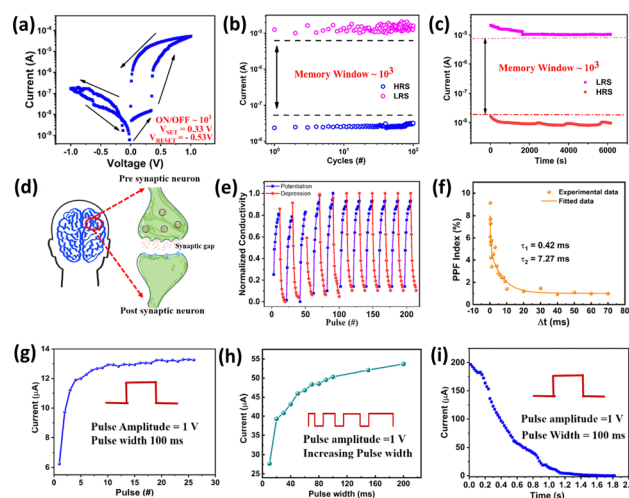 (a)
Current (A)
10⁻⁴
10⁻⁵
10⁻⁶
10⁻⁷
10⁻⁸
10⁻⁹
ON/OFF ~ 10³
V_SET = 0.33 V
V_RESET = - 0.53V
-1.0 -0.5 0.0 0.5 1.0
Voltage (V)
(b)
Current (A)
10⁻⁵
10⁻⁶
10⁻⁷
10⁻⁸
Memory Window ~ 10³
HRS
LRS
10⁰ 10¹ 10² 10³
Cycles (#)
(c)
Current (A)
10⁻⁵
10⁻⁶
10⁻⁷
10⁻⁸
Memory Window ~ 10³
LRS
HRS
0 2000 4000 6000
Time (s)
(d)
Pre synaptic neuron
Synaptic gap
Post synaptic neuron
(e)
Normalized Conductivity
1.0
0.8
0.6
0.4
0.2
0.0
Potentiation
Depression
0 50 100 150 200
Pulse (#)
(f)
PPF Index (%)
10
8
6
4
2
0
Experimental data
Fitted data
τ₁ = 0.42 ms
τ₂ = 7.27 ms
0 10 20 30 40 50 60 70
Δt (ms)
(g)
Current (μA)
14
12
10
8
6
Pulse Amplitude = 1 V
Pulse width 100 ms
0 5 10 15 20 25
Pulse (#)
(h)
Current (μA)
55
50
45
40
35
30
25
Pulse amplitude =1 V
Increasing Pulse width
0 40 80 120 160 200
Pulse width (ms)
(i)
Current (μA)
200
150
100
50
0
Pulse amplitude =1 V
Pulse Width = 100 ms
0.0 0.2 0.4 0.6 0.8 1.0 1.2 1.4 1.6 1.8 2.0
Time (s)